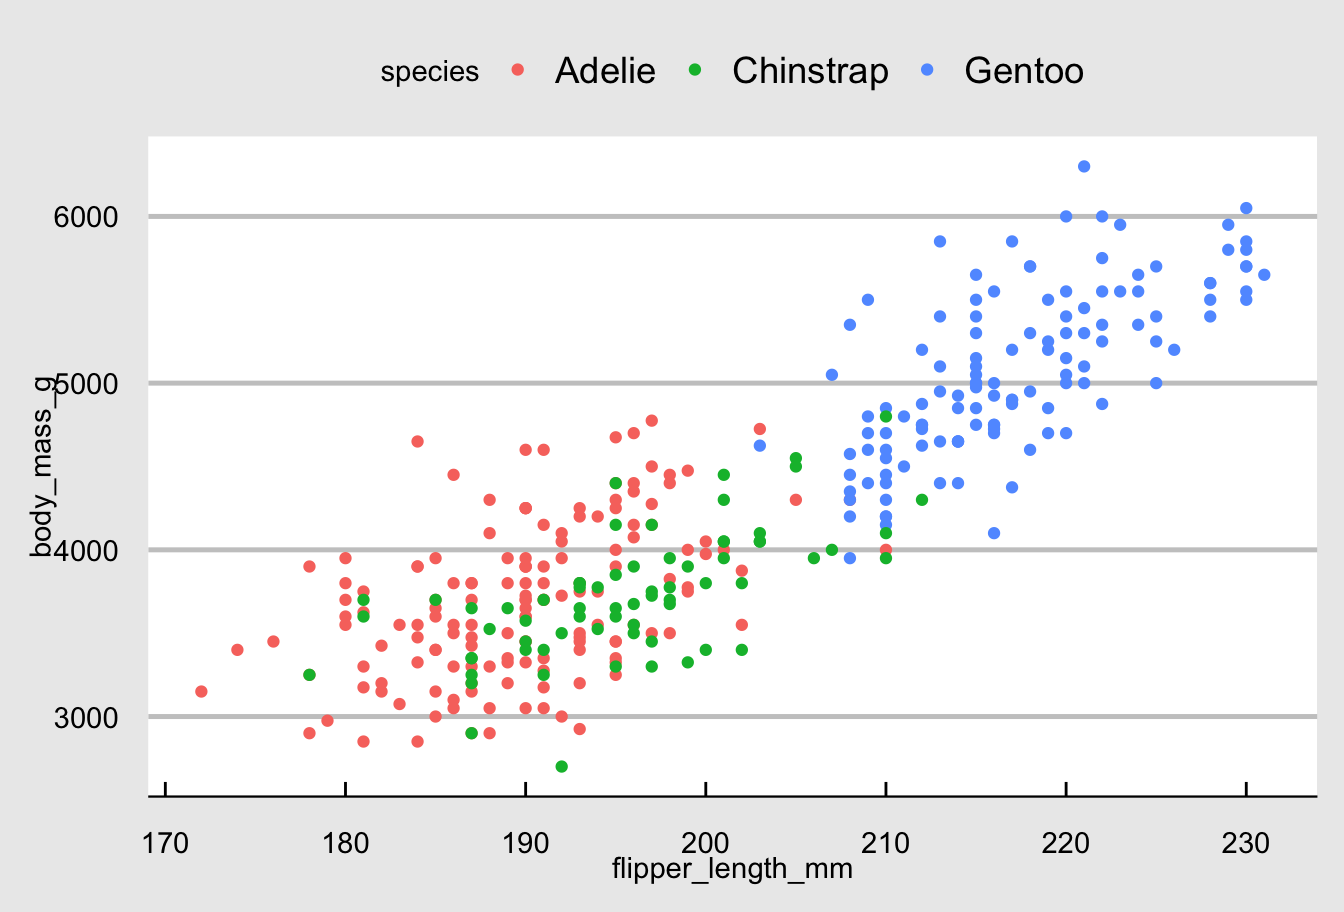 species Adelie Chinstrap Gentoo
body_mass_g
6000
5000
4000
3000
170 180 190 200 210 220 230
flipper_length_mm